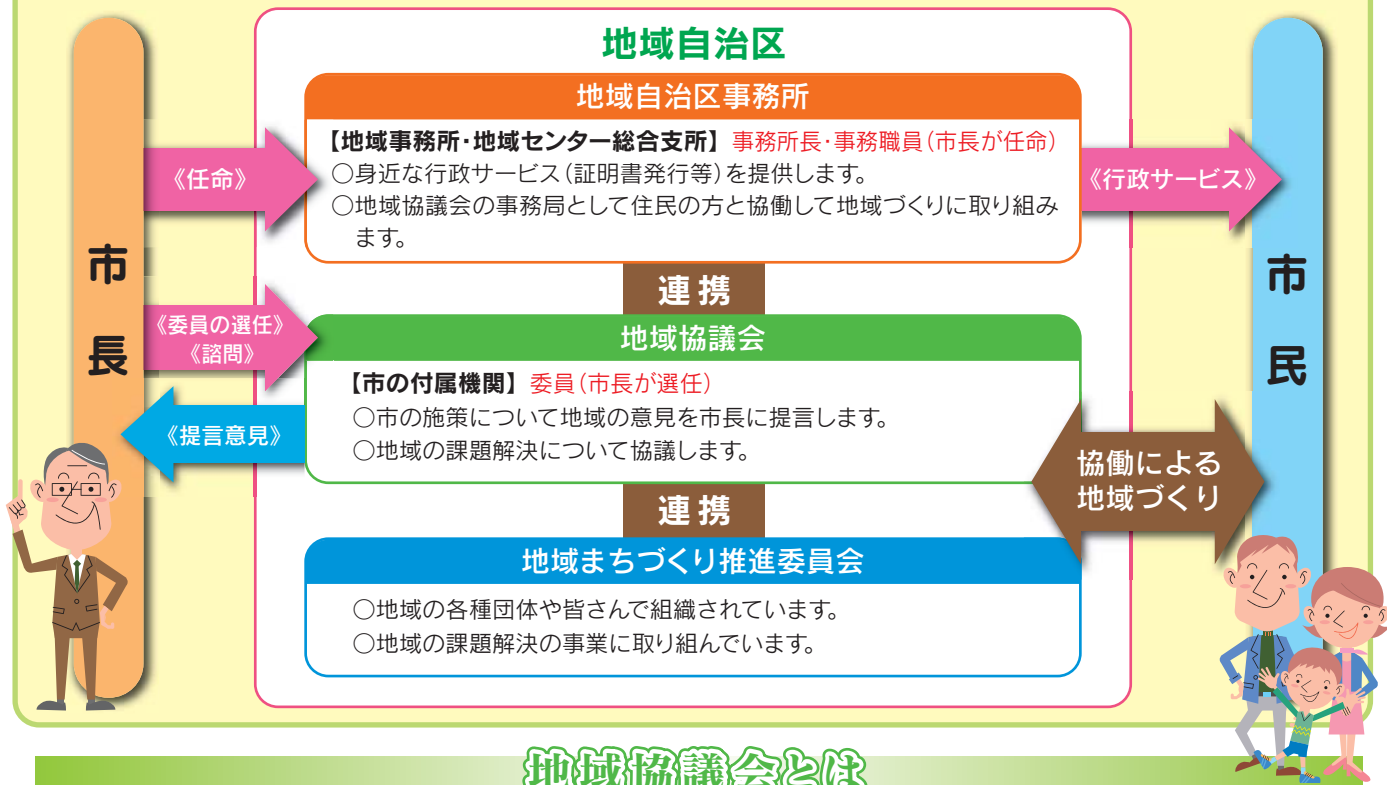 地域自治区
地域自治区事務所
【地域事務所・地域センター総合支所】 事務所長・事務職員(市長が任命)
○身近な行政サービス(証明書発行等)を提供します。
○地域協議会の事務局として住民の方と協働して地域づくりに取り組み
ます。
《任命》
《行政サービス》
市長
市民
連携
《委員の選任》
《諮問》
地域協議会
【市の付属機関】 委員(市長が選任)
○市の施策について地域の意見を市長に提言します。
○地域の課題解決について協議します。
《提言意見》
協働による
地域づくり
連携
地域まちづくり推進委員会
○地域の各種団体や皆さんで組織されています。
○地域の課題解決の事業に取り組んでいます。
地域協議会とは